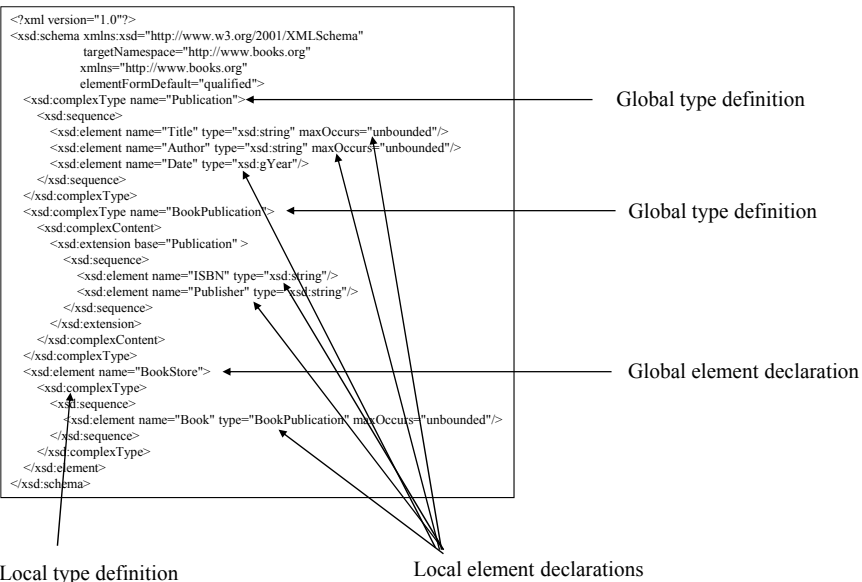 <?xml version="1.0"?>
<xsd:schema xmlns:xsd="http://www.w3.org/2001/XMLSchema"
targetNamespace="http://www.books.org"
xmlns="http://www.books.org"
elementFormDefault="qualified">
<xsd:complexType name="Publication">
Global type definition
<xsd:sequence>
<xsd:element name="Title" type="xsd:string" maxOccurs="unbounded"/>
<xsd:element name="Author" type="xsd:string" maxOccurs="unbounded"/>
<xsd:element name="Date" type="xsd:gYear"/>
</xsd:sequence>
</xsd:complexType>
<xsd:complexType name="BookPublication">
Global type definition
<xsd:complexContent>
<xsd:extension base="Publication" >
<xsd:sequence>
<xsd:element name="ISBN" type="xsd:string"/>
<xsd:element name="Publisher" type="xsd:string"/>
</xsd:sequence>
</xsd:extension>
</xsd:complexContent>
</xsd:complexType>
<xsd:element name="BookStore">
Global element declaration
<xsd:complexType>
<xsd:sequence>
<xsd:element name="Book" type="BookPublication" maxOccurs="unbounded"/>
</xsd:sequence>
</xsd:complexType>
</xsd:element>
</xsd:schema>
Local type definition
Local element declarations